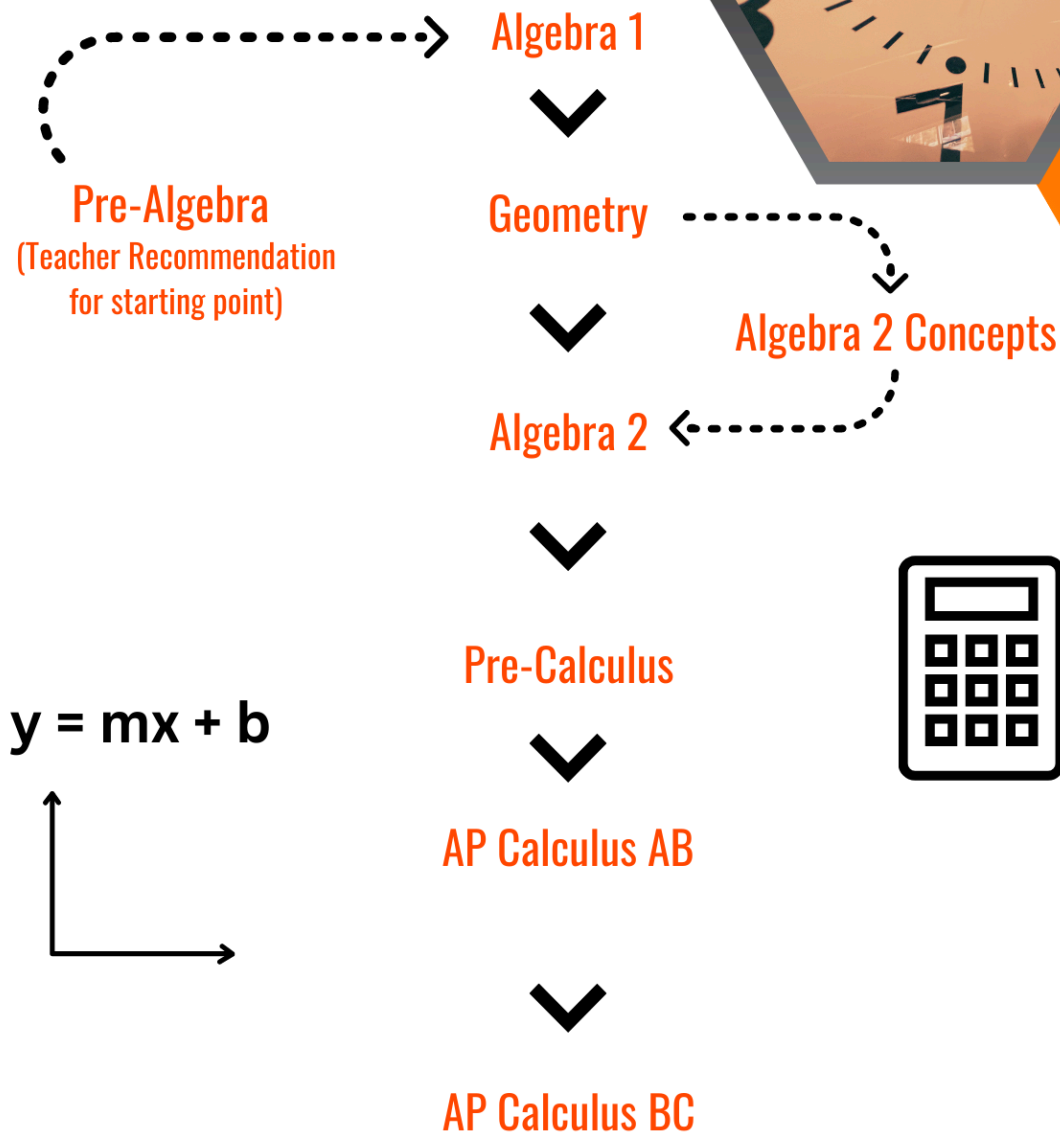 Algebra 1
Pre-Algebra
(Teacher Recommendation
for starting point)
Geometry
Algebra 2 Concepts
Algebra 2
Pre-Calculus
y = mx + b
AP Calculus AB
AP Calculus BC